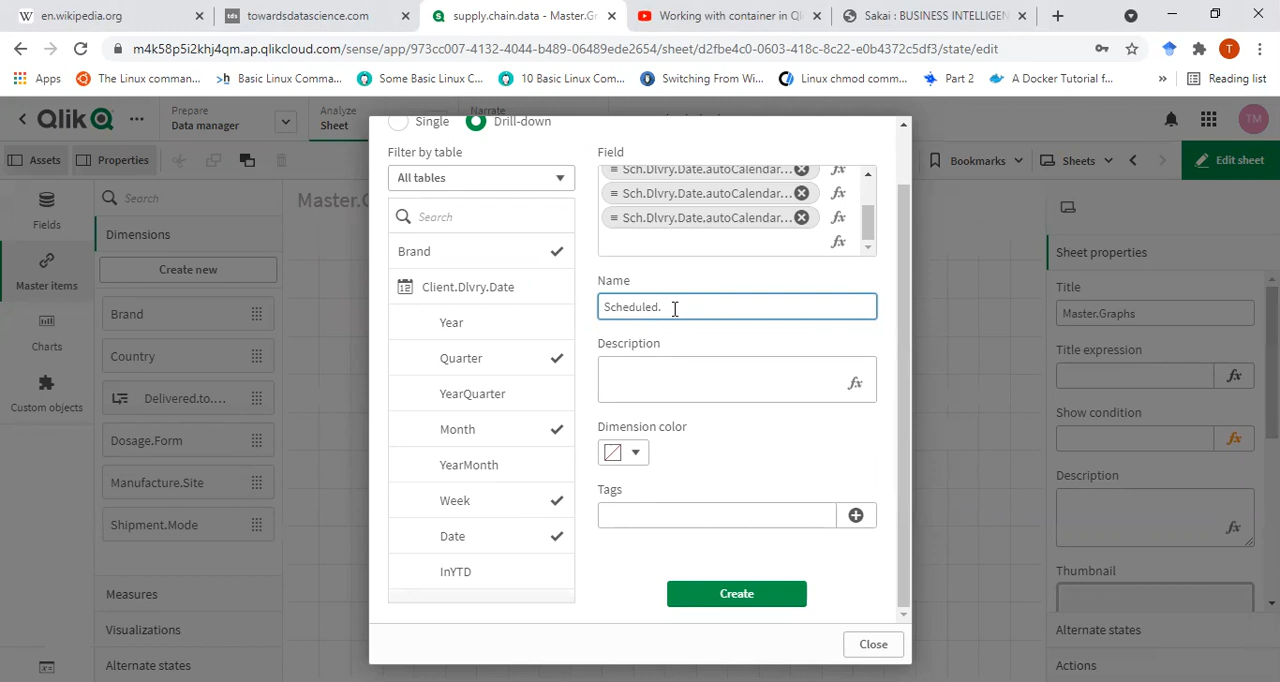 en.wikipedia.org
tds
towardsdatascience.com
supply.chain.data - Master.Gr
Working with container in Ql
Sakai : BUSINESS INTELLIGEN
m4k58p5i2khj4qm.ap.qlikcloud.com/sense/app/973cc007-4132-4044-b489-06489ede2654/sheet/d2fbe4c0-0603-418c-8c22-e0b4372c5df3/state/edit
T
Apps
The Linux comman...
Basic Linux Comma...
Some Basic Linux C...
10 Basic Linux Com...
Switching From Win...
Linux chmod comm...
Part 2
A Docker Tutorial f...
»
Reading list
Qlik
Prepare
Data manager
Analyze
Sheet
Narrate
TM
Assets
Properties
Bookmarks
Sheets
Edit sheet
Fields
Master items
Charts
Custom objects
Search
Dimensions
Create new
Brand
Country
Delivered.to....
Dosage.Form
Manufacture.Site
Shipment.Mode
Measures
Visualizations
Alternate states
Master.G
Single
Drill-down
Filter by table
All tables
Search
Brand
Client.Dlvry.Date
Year
Quarter
YearQuarter
Month
YearMonth
Week
Date
InYTD
Field
Sch.Dlvry.Date.autoCalendar...
Sch.Dlvry.Date.autoCalendar...
Sch.Dlvry.Date.autoCalendar...
Name
Scheduled.
Description
Dimension color
Tags
Create
Close
Sheet properties
Title
Master.Graphs
Title expression
Show condition
Description
Thumbnail
Alternate states
Actions